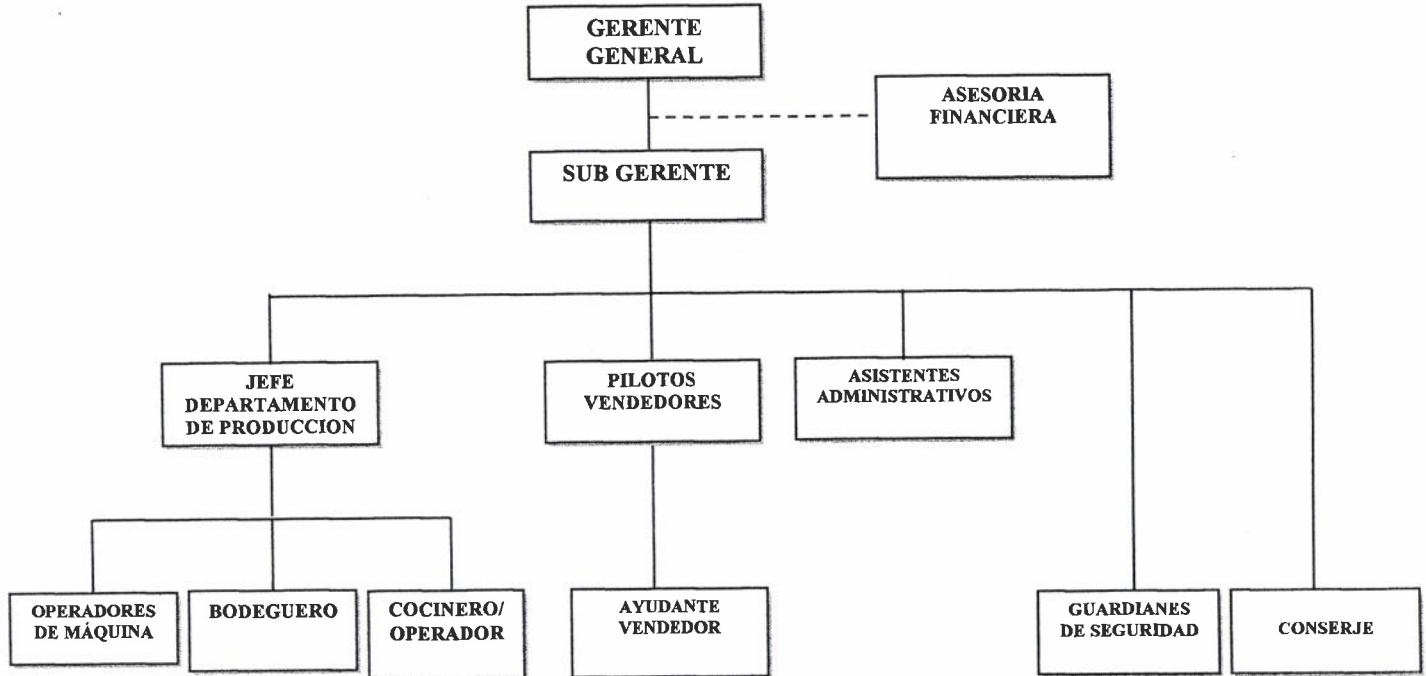 GERENTE
GENERAL
ASESORIA
FINANCIERA
SUB GERENTE
JEFE
DEPARTAMENTO
DE PRODUCCION
PILOTOS
VENDEDORES
ASISTENTES
ADMINISTRATIVOS
OPERADORES
DE MÁQUINA
BODEGUERO
COCINERO/
OPERADOR
AYUDANTE
VENDEDOR
GUARDIANES
DE SEGURIDAD
CONSERJE